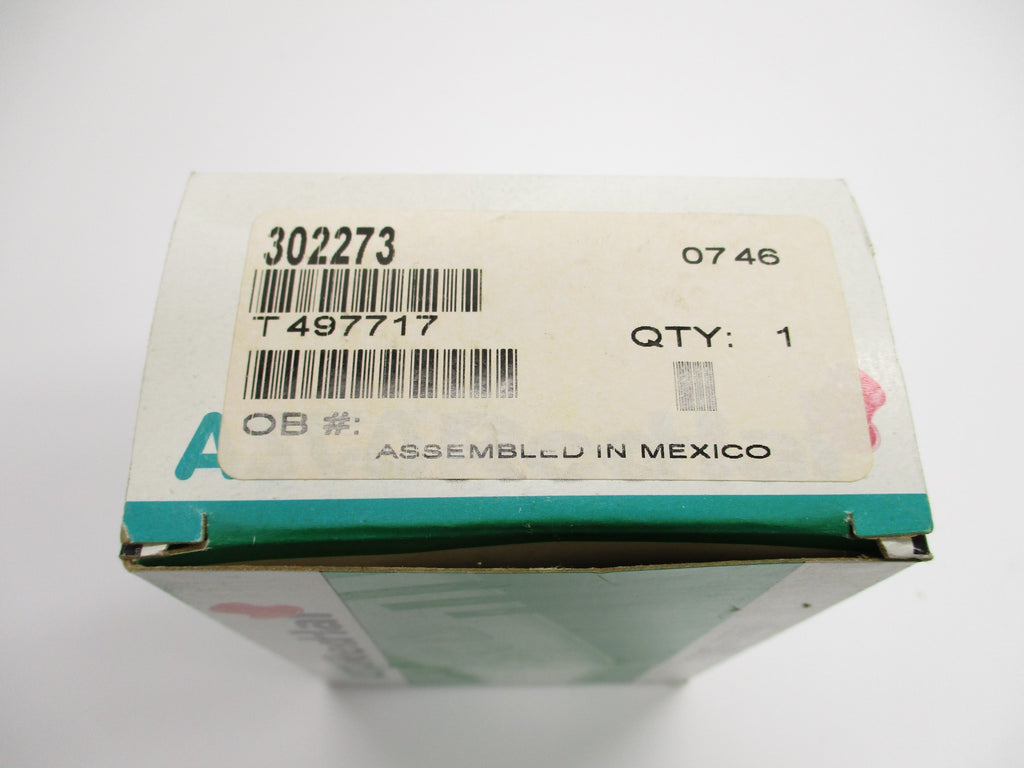 302273
0746
T497717
QTY: 1
OB #:
ASSEMBLED IN MEXICO
A